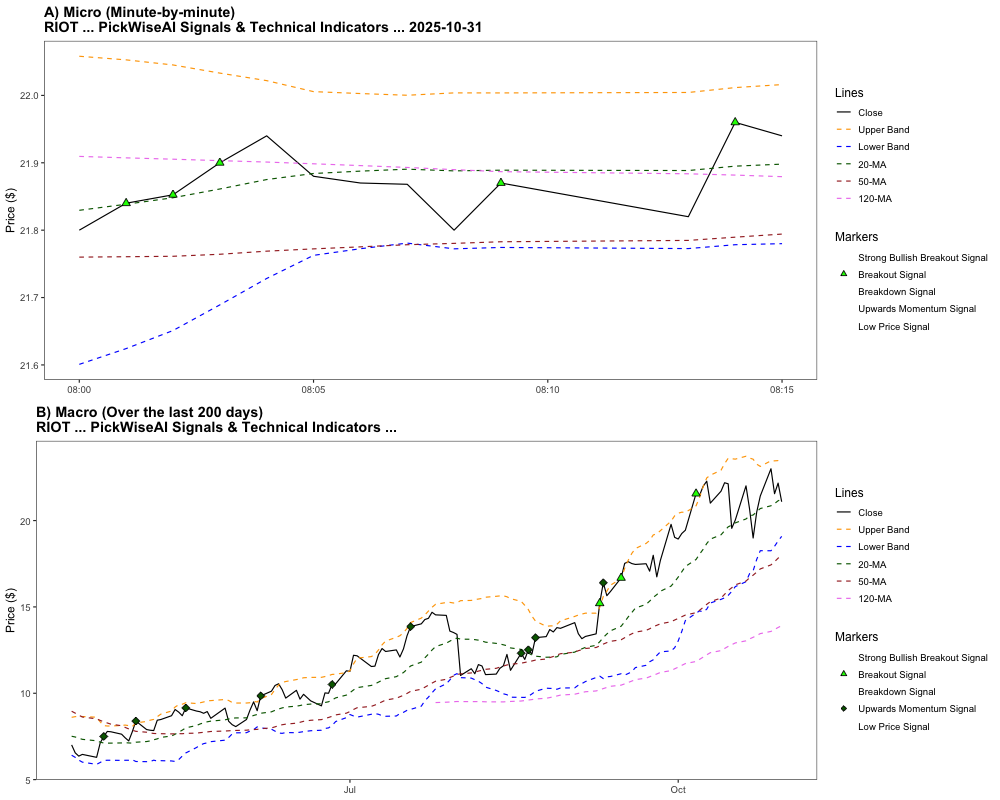 A) Micro (Minute-by-minute)
RIOT ... PickWiseAI Signals & Technical Indicators ... 2025-10-31
Price ($)
22.0
21.9
21.8
21.7
21.6
08:00
08:05
08:10
08:15
Lines
Close
Upper Band
Lower Band
20-MA
50-MA
120-MA
Markers
Strong Bullish Breakout Signal
Breakout Signal
Breakdown Signal
Upwards Momentum Signal
Low Price Signal
B) Macro (Over the last 200 days)
RIOT ... PickWiseAI Signals & Technical Indicators ...
Price ($)
20
15
10
5
Jul
Oct
Lines
Close
Upper Band
Lower Band
20-MA
50-MA
120-MA
Markers
Strong Bullish Breakout Signal
Breakout Signal
Breakdown Signal
Upwards Momentum Signal
Low Price Signal